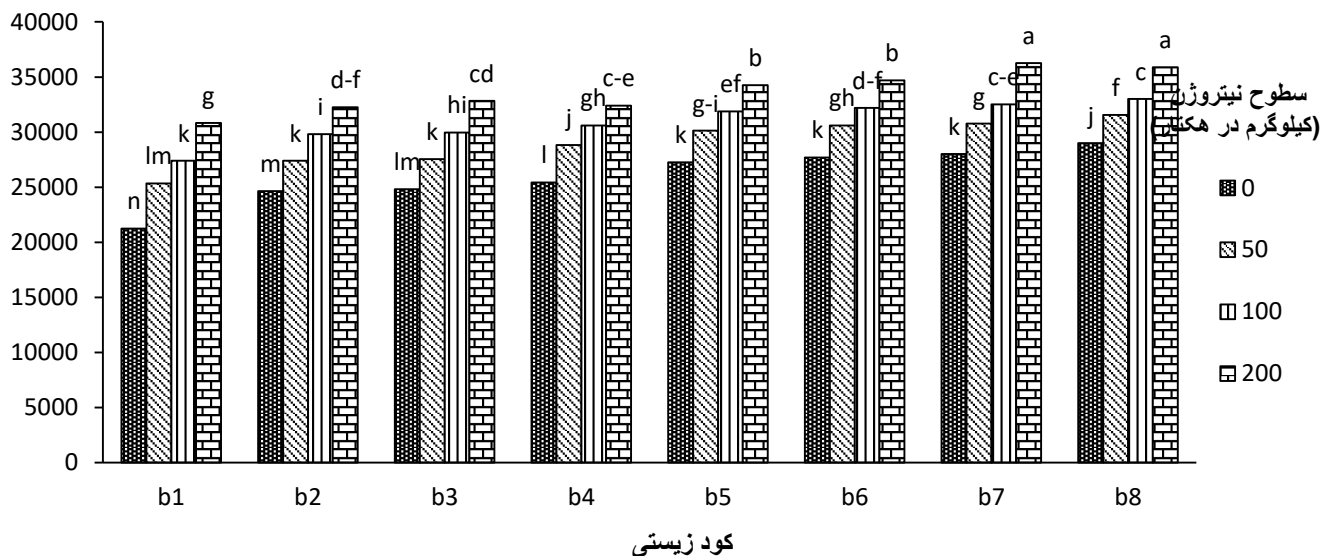 40000
35000
30000
25000
20000
15000
10000
5000
0
n lm k g
m k i d-f
lm k hi cd
l j gh c-e
k g-i ef b
k gh d-f b
k g c-e a
j f c a
b1 b2 b3 b4 b5 b6 b7 b8
کود زیستی
سطوح نیتروژن
(کیلوگرم در هکتار)
0
50
100
200